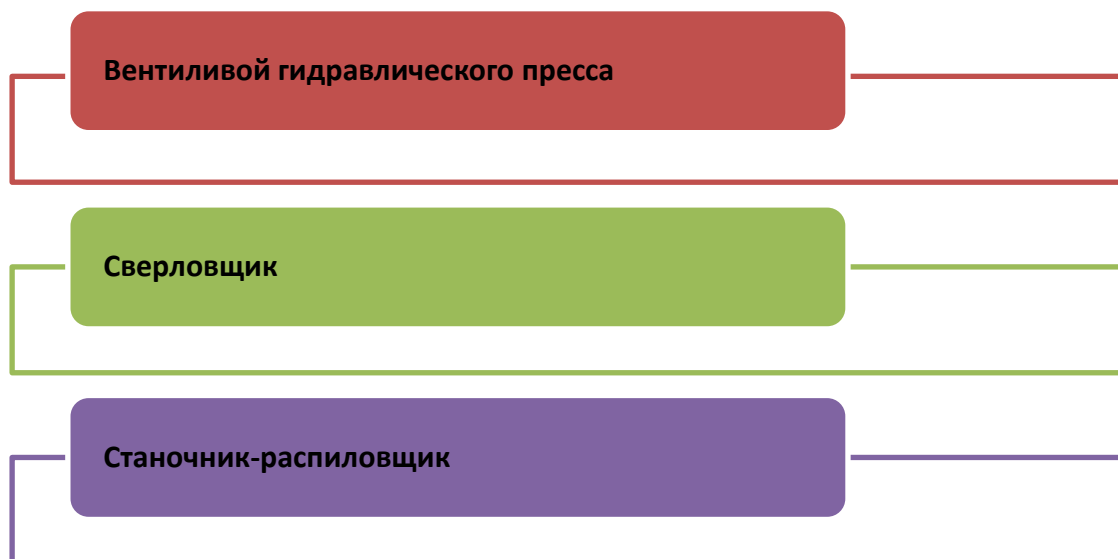 Вентиливой гидравлического пресса
Сверловщик
Станочник-распиловщик